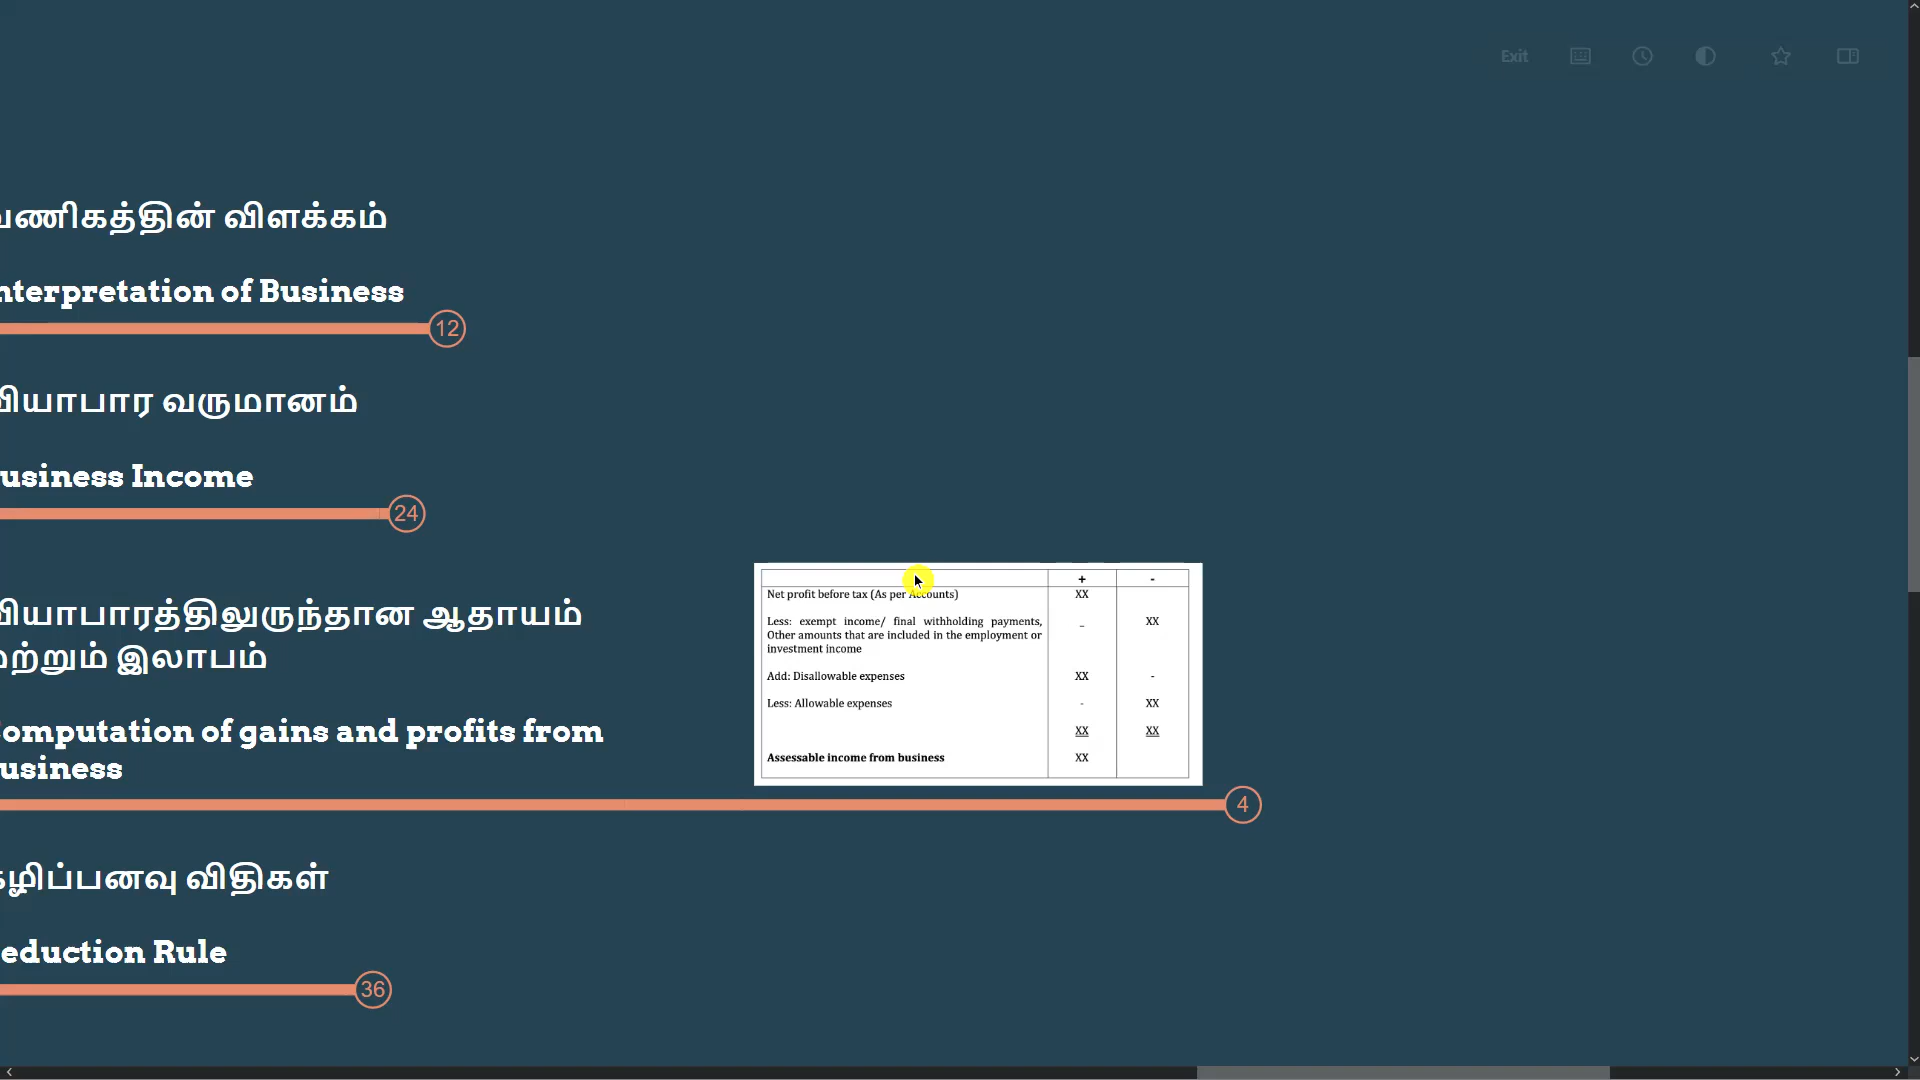 Exit
வணிகத்தின் விளக்கம்
nterpretation of Business
12
வியாபார வருமானம்
usiness Income
24
வியாபாரத்திலுருந்தான ஆதாயம்
மற்றும் இலாபம்
omputation of gains and profits from
usiness
4
+ -
Net profit before tax (As per Accounts) XX
Less: exempt income/ final withholding payments, - XX
Other amounts that are included in the employment or
investment income
Add: Disallowable expenses XX -
Less: Allowable expenses - XX
XX XX
Assessable income from business XX
கழிப்பனவு விதிகள்
eduction Rule
36